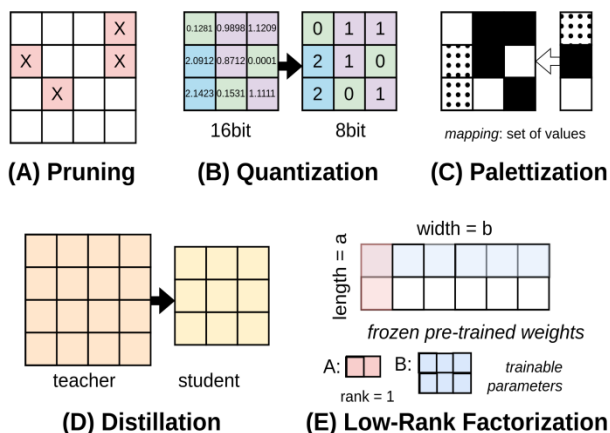 X
X X
X
(A) Pruning
0.1281 0.9898 1.1209
2.0912 0.8712 0.0001
2.1423 0.1531 1.1111
16bit
0 1 1
2 1 0
2 0 1
8bit
(B) Quantization
mapping: set of values
(C) Palettization
teacher
student
(D) Distillation
width = b
length = a
frozen pre-trained weights
A:
rank = 1
B:
trainable
parameters
(E) Low-Rank Factorization